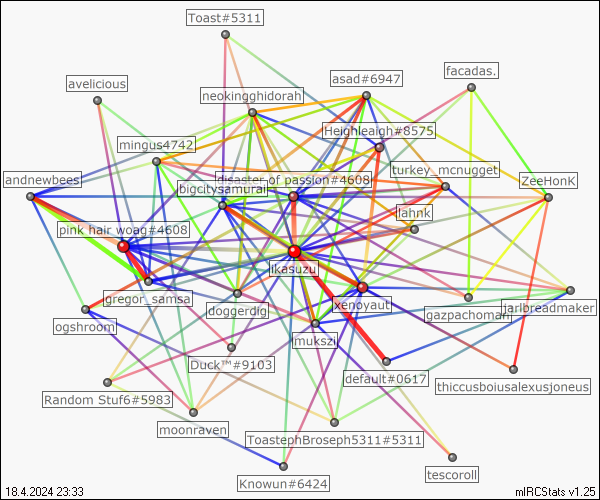 Toast#5311
asad#6947
facadas.
avelicious
neokingghidorah
Heighleigh#8575
mingus4742
turkey_mcnugget
andnewbees
disaster of passion#4608
ZeeHonK
bigcitysamurai
lahnk
pink hair woag#4608
ikasuzu
gregor_samsa
xenoyaut
doggerdig
gazpachoman
jarlbreadmaker
ogshroom
mukszi
Duck™#9103
default#0617
thiccusboiusalexusjoneus
Random Stuf6#5983
moonraven
ToastephBroseph5311#5311
tescoroll
Knowun#6424
18.4.2024 23:33
mIRCStats v1.25